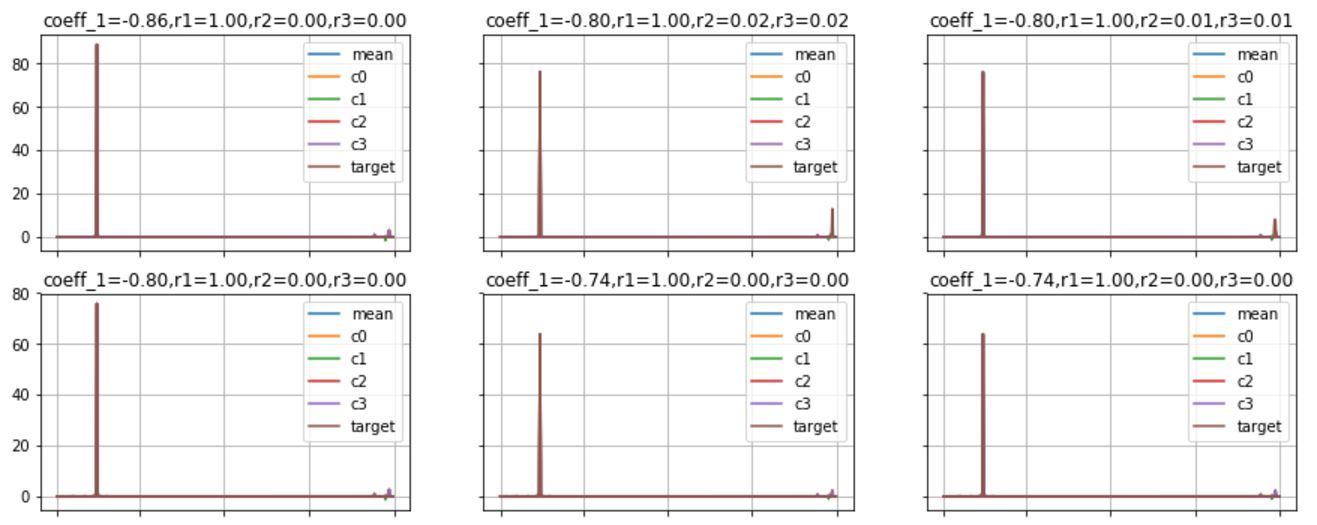 coeff_1=-0.86,r1=1.00,r2=0.00,r3=0.00
coeff_1=-0.80,r1=1.00,r2=0.02,r3=0.02
coeff_1=-0.80,r1=1.00,r2=0.01,r3=0.01
80
60
40
20
0
mean
c0
c1
c2
c3
target
mean
c0
c1
c2
c3
target
mean
c0
c1
c2
c3
target
coeff_1=-0.80,r1=1.00,r2=0.00,r3=0.00
coeff_1=-0.74,r1=1.00,r2=0.00,r3=0.00
coeff_1=-0.74,r1=1.00,r2=0.00,r3=0.00
80
60
40
20
0
mean
c0
c1
c2
c3
target
mean
c0
c1
c2
c3
target
mean
c0
c1
c2
c3
target